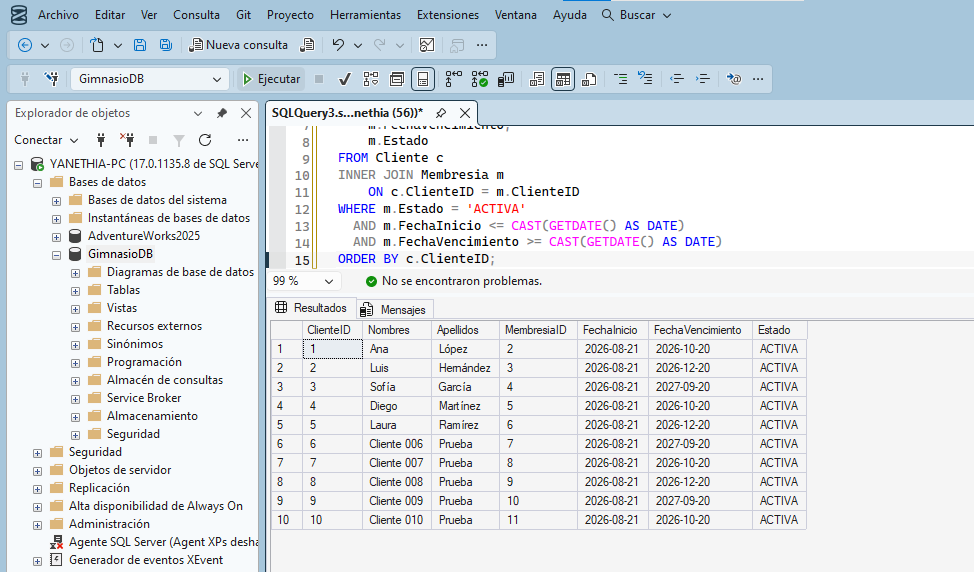 Archivo Editar Ver Consulta Git Proyecto Herramientas Extensiones Ventana Ayuda Buscar
Nueva consulta
GimnasioDB Ejecutar
Explorador de objetos
Conectar
YANETHIA-PC (17.0.1135.8 de SQL Serve
Bases de datos
Bases de datos del sistema
Instantáneas de bases de datos
AdventureWorks2025
GimnasioDB
Diagramas de base de datos
Tablas
Vistas
Recursos externos
Sinónimos
Programación
Almacén de consultas
Service Broker
Almacenamiento
Seguridad
Seguridad
Objetos de servidor
Replicación
Alta disponibilidad de Always On
Administración
Agente SQL Server (Agent XPs desha
Generador de eventos XEvent
SQLQuery3.s...nethia (56))*
7 m.FechaVencimiento,
8 m.Estado
9 FROM Cliente c
10 INNER JOIN Membresia m
11 ON c.ClienteID = m.ClienteID
12 WHERE m.Estado = 'ACTIVA'
13 AND m.FechaInicio <= CAST(GETDATE() AS DATE)
14 AND m.FechaVencimiento >= CAST(GETDATE() AS DATE)
15 ORDER BY c.ClienteID;
99 % No se encontraron problemas.
Resultados Mensajes
ClienteID Nombres Apellidos MembresiaID FechaInicio FechaVencimiento Estado
1 1 Ana López 2 2026-08-21 2026-10-20 ACTIVA
2 2 Luis Hernández 3 2026-08-21 2026-12-20 ACTIVA
3 3 Sofía García 4 2026-08-21 2027-09-20 ACTIVA
4 4 Diego Martínez 5 2026-08-21 2026-10-20 ACTIVA
5 5 Laura Ramírez 6 2026-08-21 2026-12-20 ACTIVA
6 6 Cliente 006 Prueba 7 2026-08-21 2027-09-20 ACTIVA
7 7 Cliente 007 Prueba 8 2026-08-21 2026-10-20 ACTIVA
8 8 Cliente 008 Prueba 9 2026-08-21 2026-12-20 ACTIVA
9 9 Cliente 009 Prueba 10 2026-08-21 2027-09-20 ACTIVA
10 10 Cliente 010 Prueba 11 2026-08-21 2026-10-20 ACTIVA